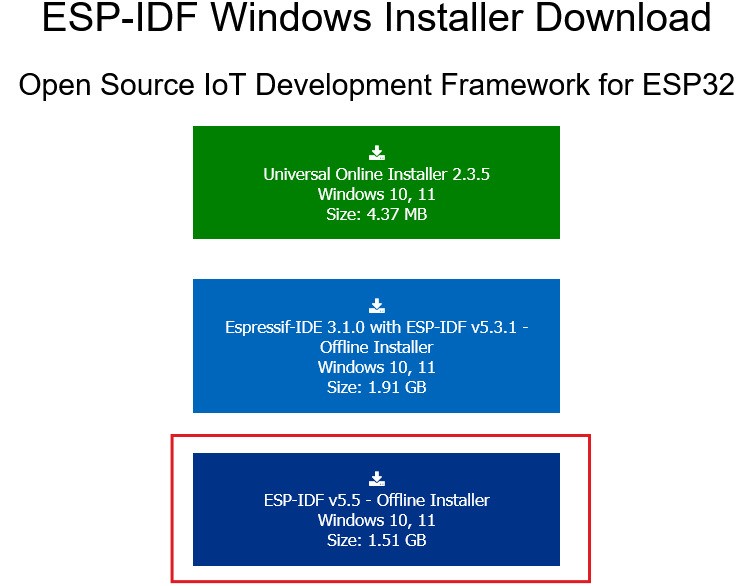 ESP-IDF Windows Installer Download
Open Source IoT Development Framework for ESP32
Universal Online Installer 2.3.5
Windows 10, 11
Size: 4.37 MB
Espressif-IDE 3.1.0 with ESP-IDF v5.3.1 -
Offline Installer
Windows 10, 11
Size: 1.91 GB
ESP-IDF v5.5 - Offline Installer
Windows 10, 11
Size: 1.51 GB